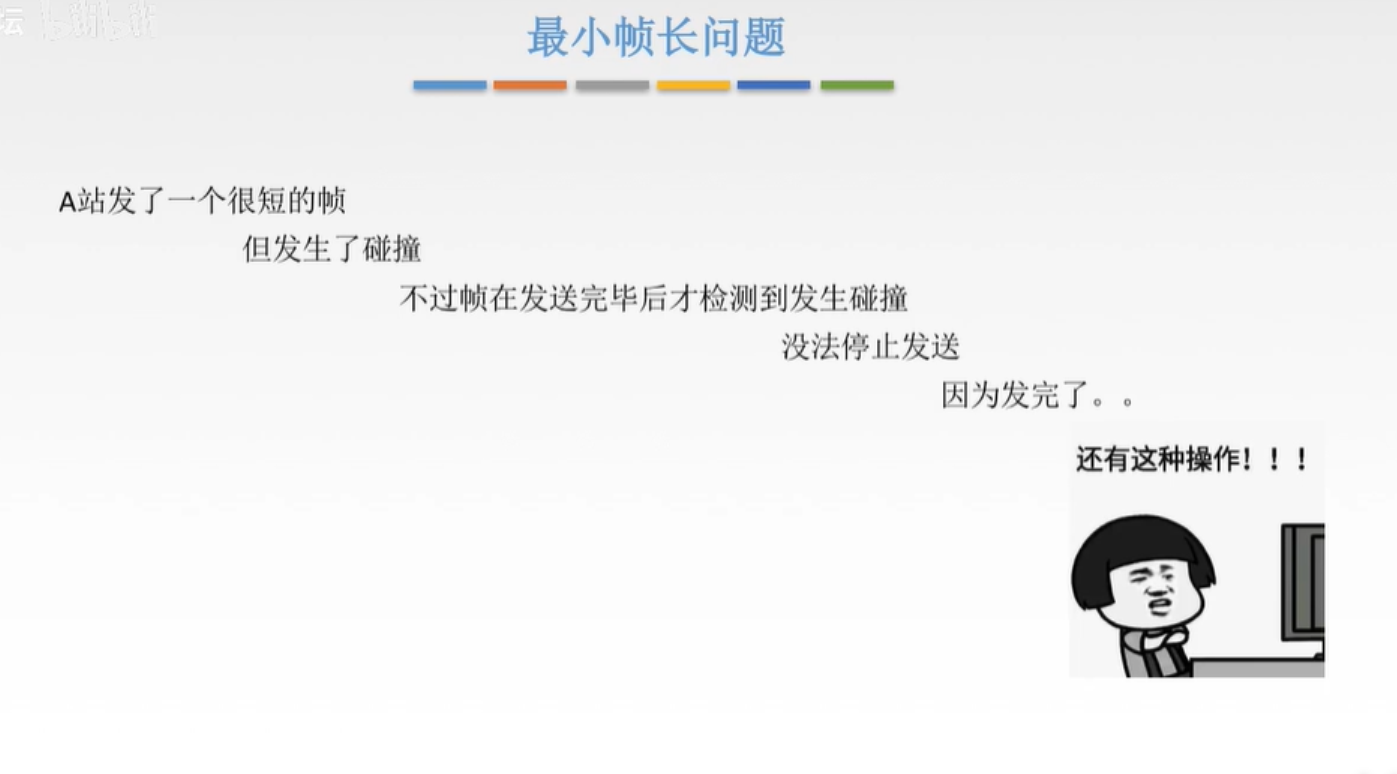 坛 bilibili
最小帧长问题
A站发了一个很短的帧
但发生了碰撞
不过帧在发送完毕后才检测到发生碰撞
没法停止发送
因为发完了。。
还有这种操作！！！